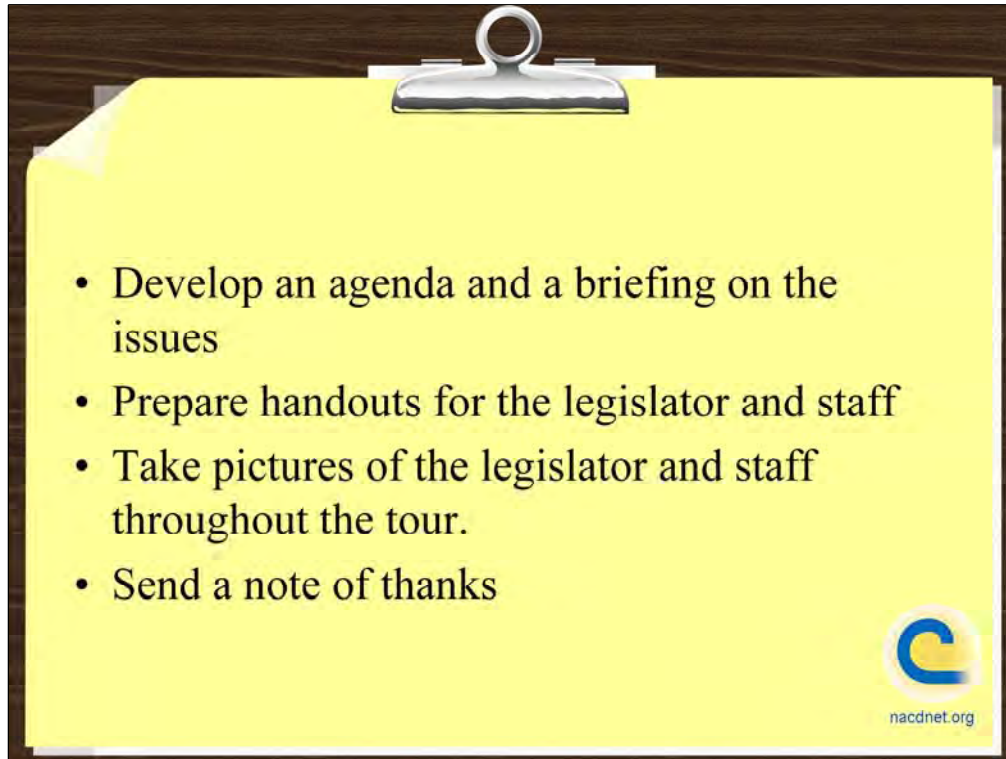 • Develop an agenda and a briefing on the
issues
• Prepare handouts for the legislator and staff
• Take pictures of the legislator and staff
throughout the tour.
• Send a note of thanks
nacdnet.org